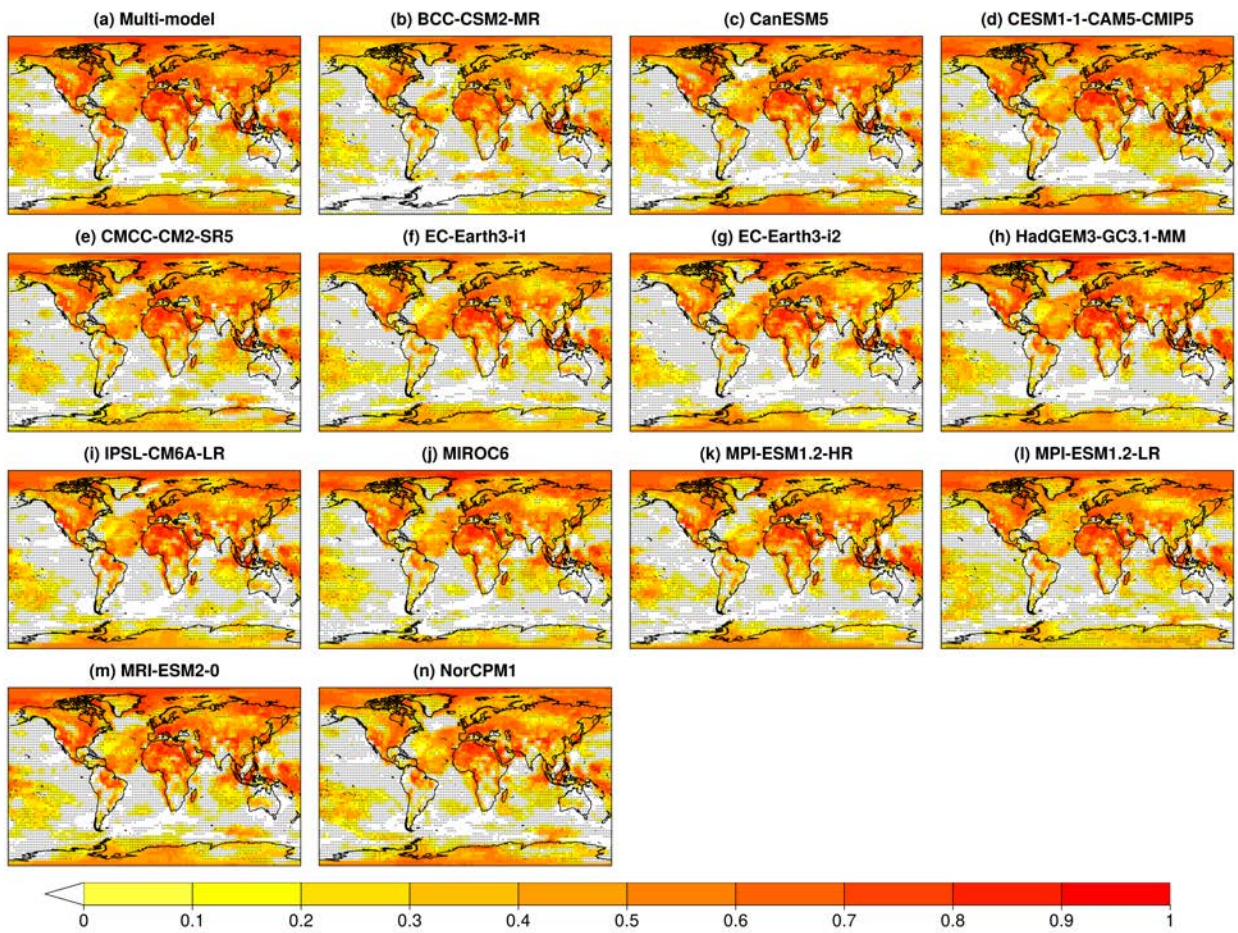 (a) Multi-model (b) BCC-CSM2-MR (c) CanESM5 (d) CESM1-1-CAM5-CMIP5
(e) CMCC-CM2-SR5 (f) EC-Earth3-i1 (g) EC-Earth3-i2 (h) HadGEM3-GC3.1-MM
(i) IPSL-CM6A-LR (j) MIROC6 (k) MPI-ESM1.2-HR (l) MPI-ESM1.2-LR
(m) MRI-ESM2-0 (n) NorCPM1
0 0.1 0.2 0.3 0.4 0.5 0.6 0.7 0.8 0.9 1